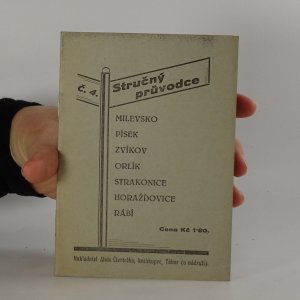 Č. 4.
Stručný
průvodce
MILEVSKO
PÍSEK
ZVÍKOV
ORLÍK
STRAKONICE
HORAŽĎOVICE
RÁBÍ
Cena Kč 1·80.
Nakladatel Alois Čtvrtečka, knihkupec, Tábor (u nádraží).